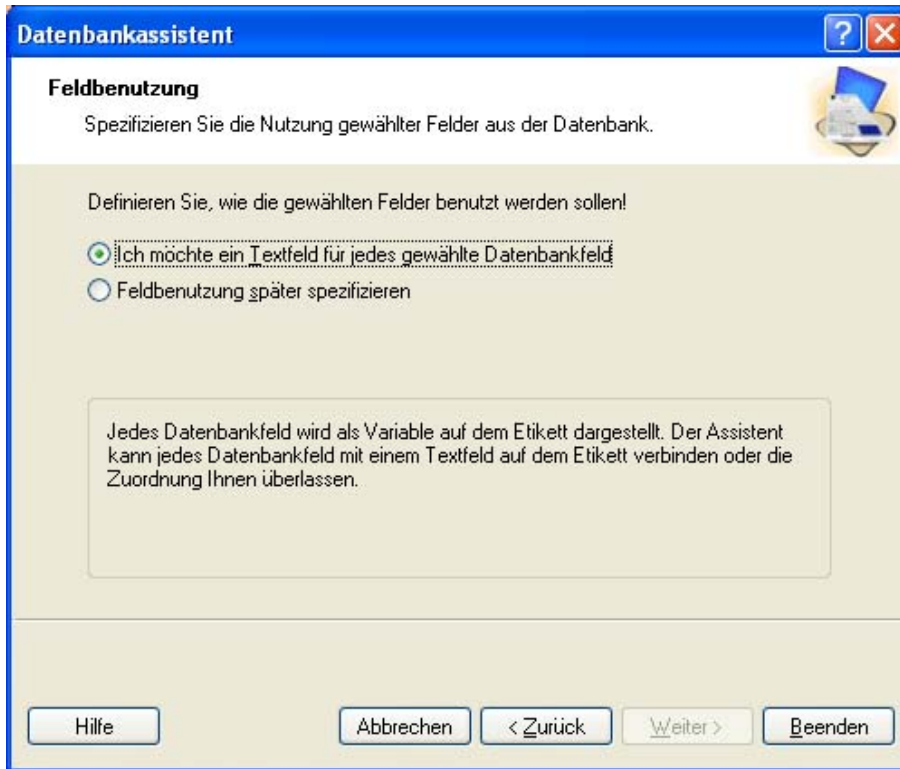 Datenbankassistent
?
Feldbenutzung
Spezifizieren Sie die Nutzung gewählter Felder aus der Datenbank.
Definieren Sie, wie die gewählten Felder benutzt werden sollen!
Ich möchte ein Textfeld für jedes gewählte Datenbankfeld
Feldbenutzung später spezifizieren
Jedes Datenbankfeld wird als Variable auf dem Etikett dargestellt. Der Assistent
kann jedes Datenbankfeld mit einem Textfeld auf dem Etikett verbinden oder die
Zuordnung Ihnen überlassen.
Hilfe
Abbrechen
< Zurück
Weiter >
Beenden